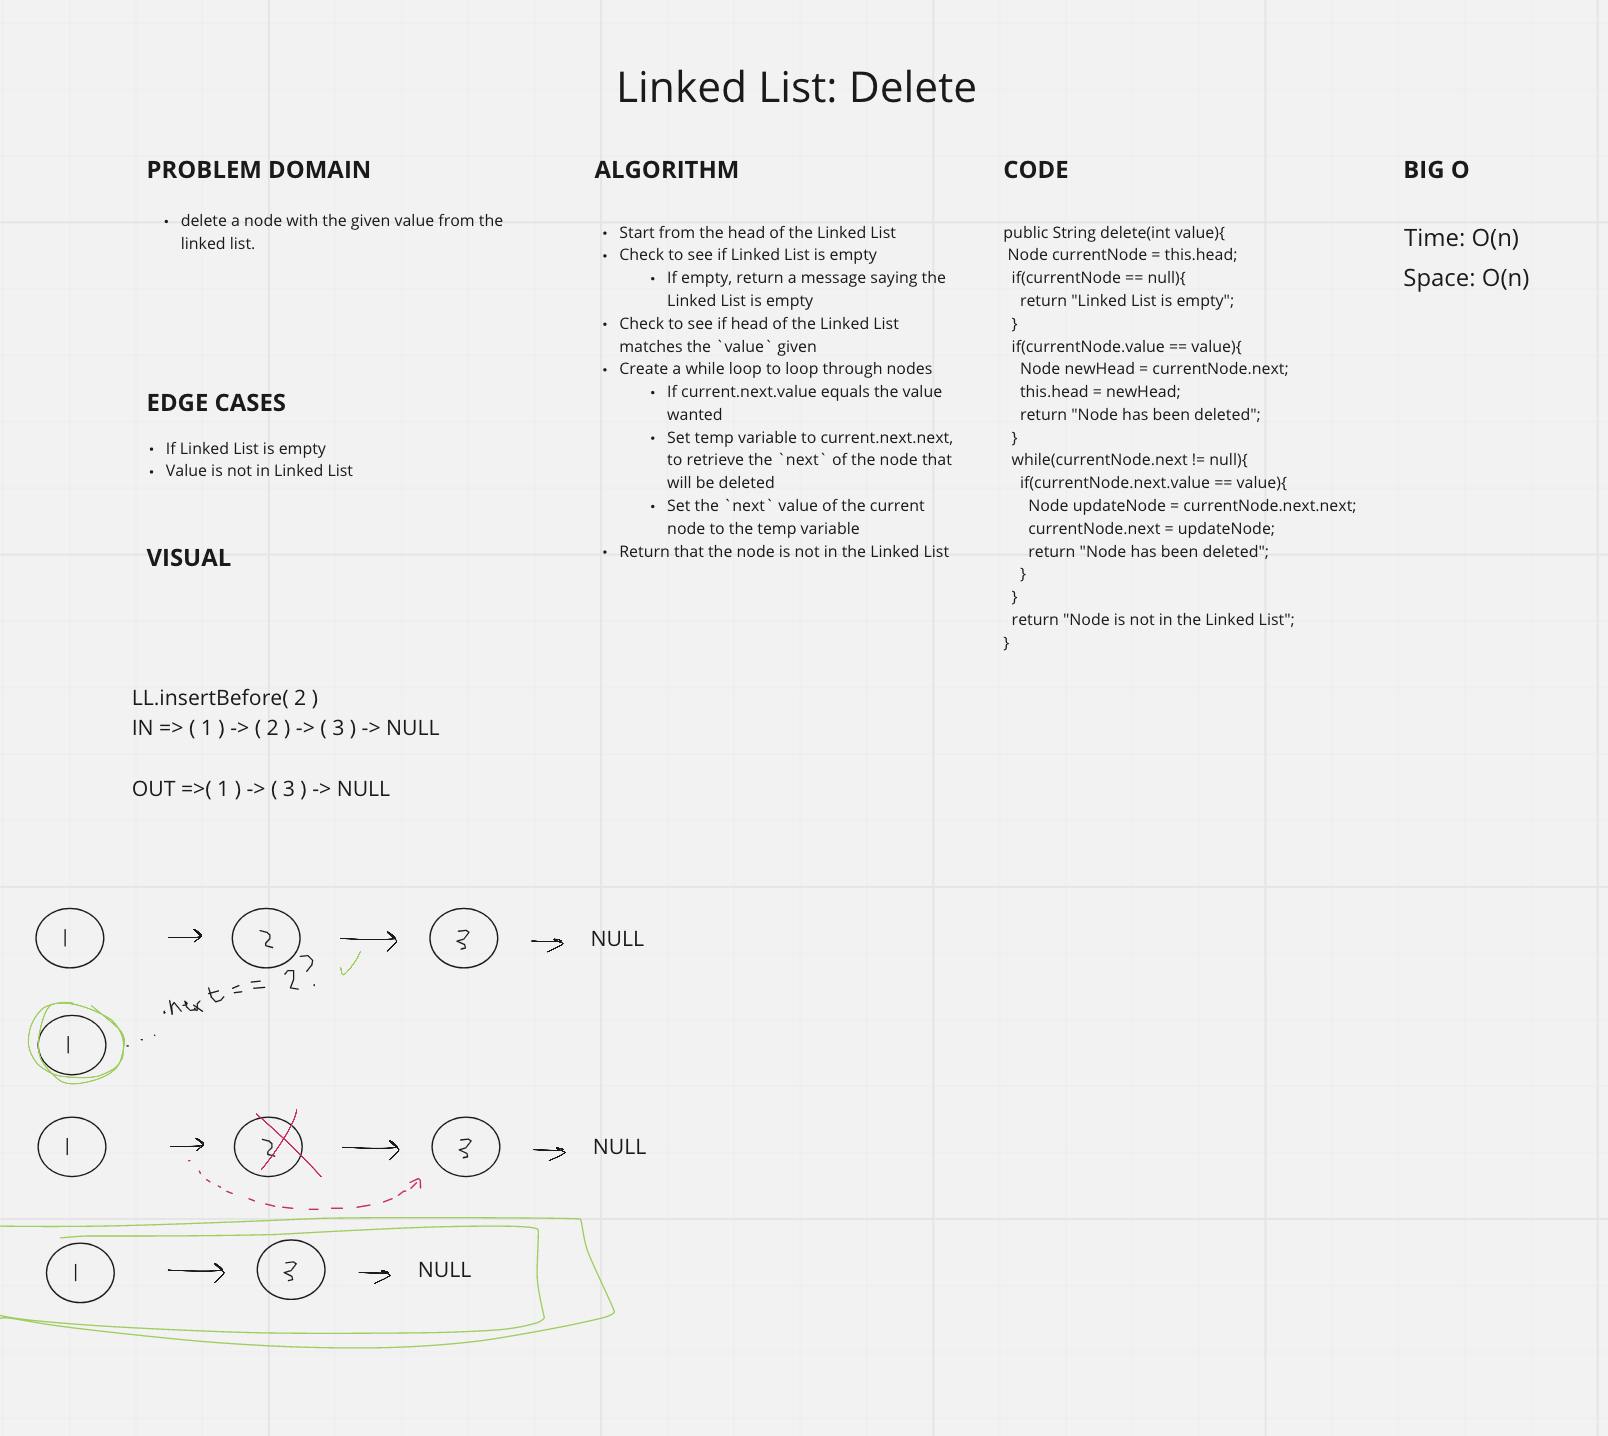 Linked List: Delete
PROBLEM DOMAIN
• delete a node with the given value from the
linked list.
EDGE CASES
• If Linked List is empty
• Value is not in Linked List
VISUAL
LL.insertBefore( 2 )
IN => ( 1 ) -> ( 2 ) -> ( 3 ) -> NULL
OUT =>( 1 ) -> ( 3 ) -> NULL
1 2 3 NULL
.next == 2?
1
1 2 3 NULL
1 3 NULL
ALGORITHM
• Start from the head of the Linked List
• Check to see if Linked List is empty
• If empty, return a message saying the
Linked List is empty
• Check to see if head of the Linked List
matches the `value` given
• Create a while loop to loop through nodes
• If current.next.value equals the value
wanted
• Set temp variable to current.next.next,
to retrieve the `next` of the node that
will be deleted
• Set the `next` value of the current
node to the temp variable
• Return that the node is not in the Linked List
CODE
public String delete(int value){
Node currentNode = this.head;
if(currentNode == null){
return "Linked List is empty";
}
if(currentNode.value == value){
Node newHead = currentNode.next;
this.head = newHead;
return "Node has been deleted";
}
while(currentNode.next != null){
if(currentNode.next.value == value){
Node updateNode = currentNode.next.next;
currentNode.next = updateNode;
return "Node has been deleted";
}
}
return "Node is not in the Linked List";
}
BIG O
Time: O(n)
Space: O(n)